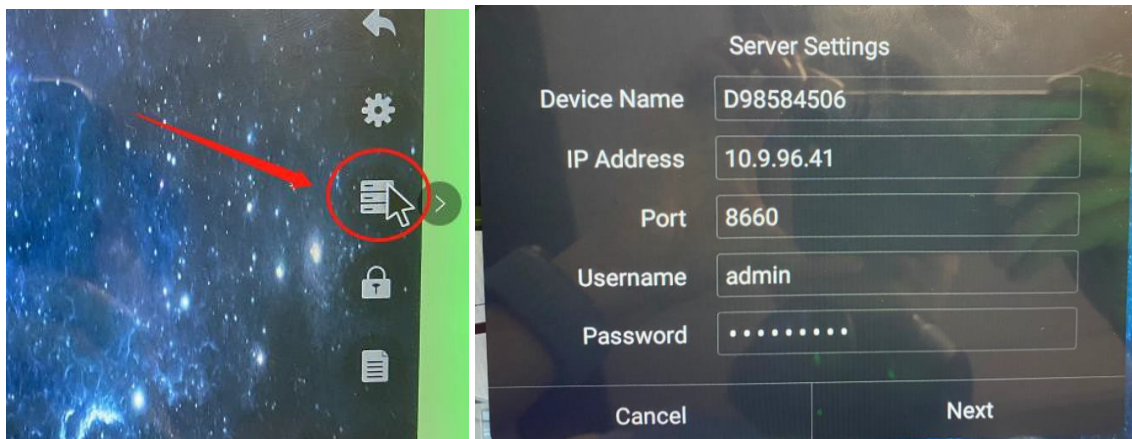 Server Settings
Device Name D98584506
IP Address 10.9.96.41
Port 8660
Username admin
Password •••••••••
Cancel Next